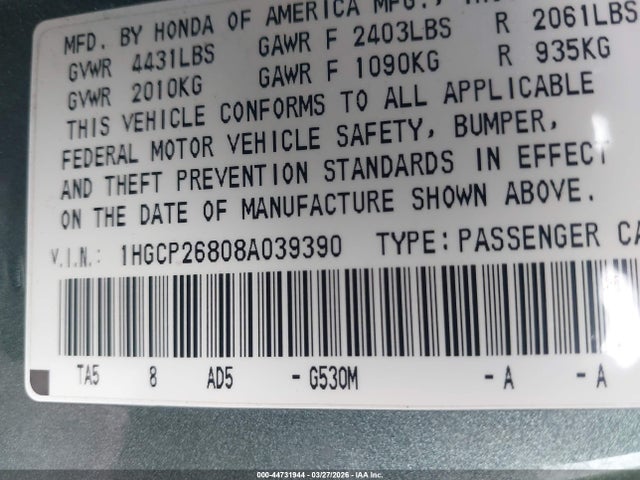 MFD. BY HONDA OF AMERICA MFG.,
GVWR 4431LBS GAWR F 2403LBS R 2061LBS
GVWR 2010KG GAWR F 1090KG R 935KG
THIS VEHICLE CONFORMS TO ALL APPLICABLE
FEDERAL MOTOR VEHICLE SAFETY, BUMPER,
AND THEFT PREVENTION STANDARDS IN EFFECT
ON THE DATE OF MANUFACTURE SHOWN ABOVE.
V.I.N.: 1HGCP26808A039390 TYPE:PASSENGER CA
TA5 8 AD5 -G530M -A -A
000-44731944 | 03/27/2026 | IAA Inc.